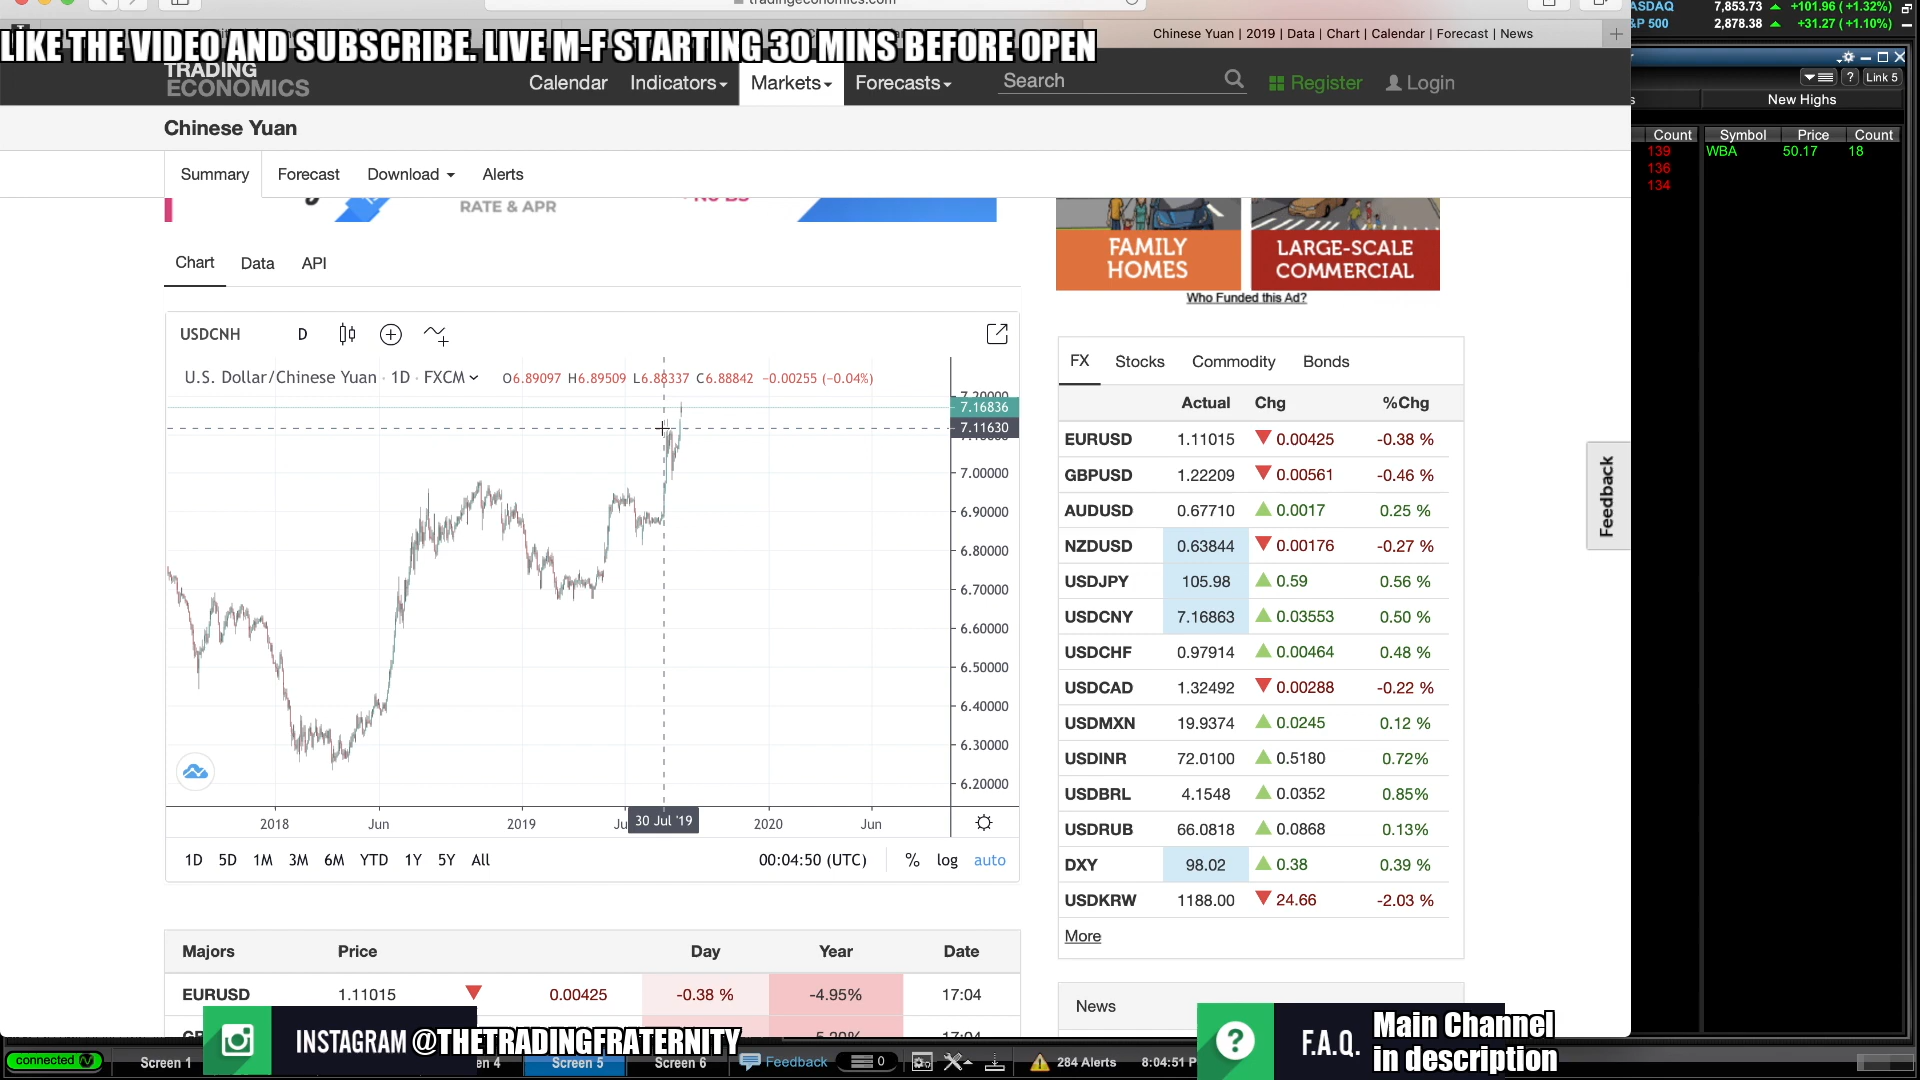 tradingeconomics.com
ASDAQ 7,853.73 +101.96 (+1.32%)
&P 500 2,878.38 +31.27 (+1.10%)
Chinese Yuan | 2019 | Data | Chart | Calendar | Forecast | News
LIKE THE VIDEO AND SUBSCRIBE. LIVE M-F STARTING 30 MINS BEFORE OPEN
TRADING
ECONOMICS
Calendar Indicators Markets Forecasts Search Register Login
Link 5
New Highs
Chinese Yuan
Count Symbol Price Count
139 WBA 50.17 18
136
134
Summary Forecast Download Alerts
RATE & APR
FAMILY
HOMES
LARGE-SCALE
COMMERCIAL
Who Funded this Ad?
Chart Data API
USDCNH D
U.S. Dollar/Chinese Yuan · 1D · FXCM O6.89097 H6.89509 L6.88337 C6.88842 −0.00255 (−0.04%)
7.20000
7.16836
7.11630
7.00000
6.90000
6.80000
6.70000
6.60000
6.50000
6.40000
6.30000
6.20000
2018 Jun 2019 Ju 30 Jul '19 2020 Jun
1D 5D 1M 3M 6M YTD 1Y 5Y All 00:04:50 (UTC) % log auto
FX Stocks Commodity Bonds
Actual Chg %Chg
EURUSD 1.11015 0.00425 -0.38 %
GBPUSD 1.22209 0.00561 -0.46 %
AUDUSD 0.67710 0.0017 0.25 %
NZDUSD 0.63844 0.00176 -0.27 %
USDJPY 105.98 0.59 0.56 %
USDCNY 7.16863 0.03553 0.50 %
USDCHF 0.97914 0.00464 0.48 %
USDCAD 1.32492 0.00288 -0.22 %
USDMXN 19.9374 0.0245 0.12 %
USDINR 72.0100 0.5180 0.72%
USDBRL 4.1548 0.0352 0.85%
USDRUB 66.0818 0.0868 0.13%
DXY 98.02 0.38 0.39 %
USDKRW 1188.00 24.66 -2.03 %
More
Feedback
Majors Price Day Year Date
EURUSD 1.11015 0.00425 -0.38 % -4.95% 17:04
News
INSTAGRAM @THETRADINGFRATERNITY
F.A.Q. Main Channel
in description
connected Screen 1 en 4 Screen 5 Screen 6 Feedback 0 284 Alerts 8:04:51 P